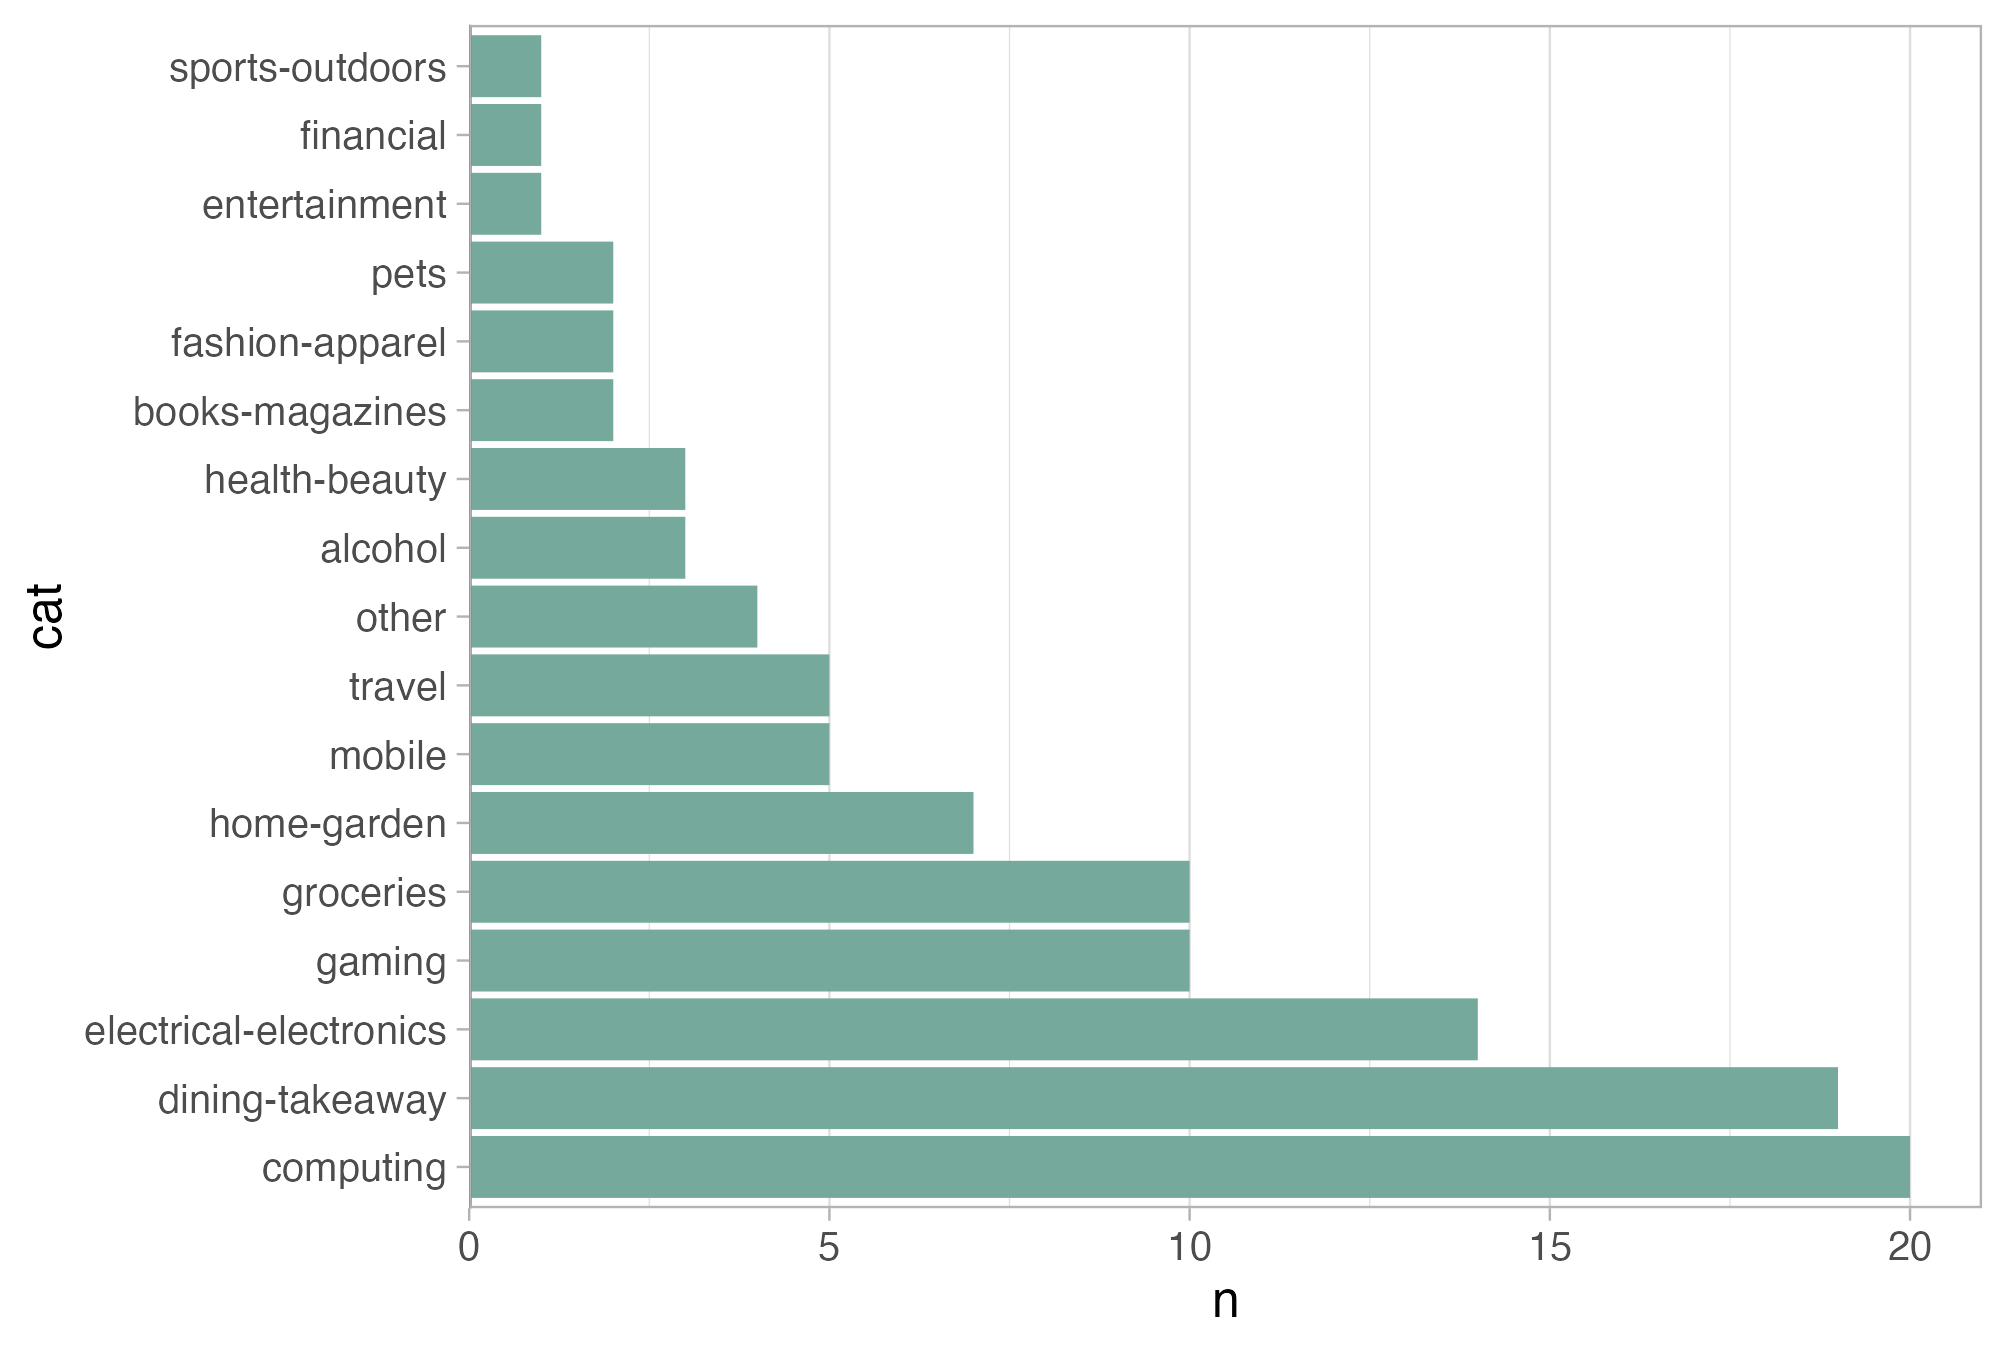 sports-outdoors
financial
entertainment
pets
fashion-apparel
books-magazines
health-beauty
alcohol
other
travel
mobile
home-garden
groceries
gaming
electrical-electronics
dining-takeaway
computing
cat
0 5 10 15 20
n